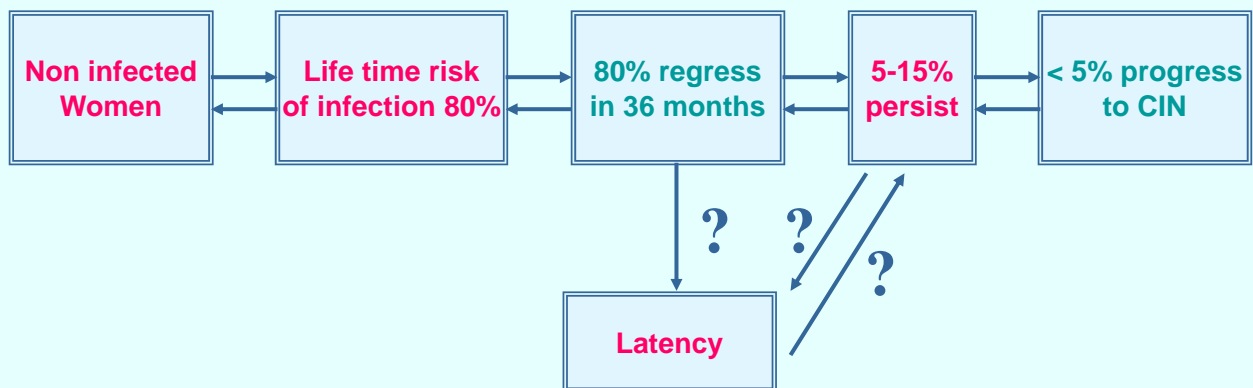 Non infected
Women
Life time risk
of infection 80%
80% regress
in 36 months
5-15%
persist
< 5% progress
to CIN
?
?
?
Latency